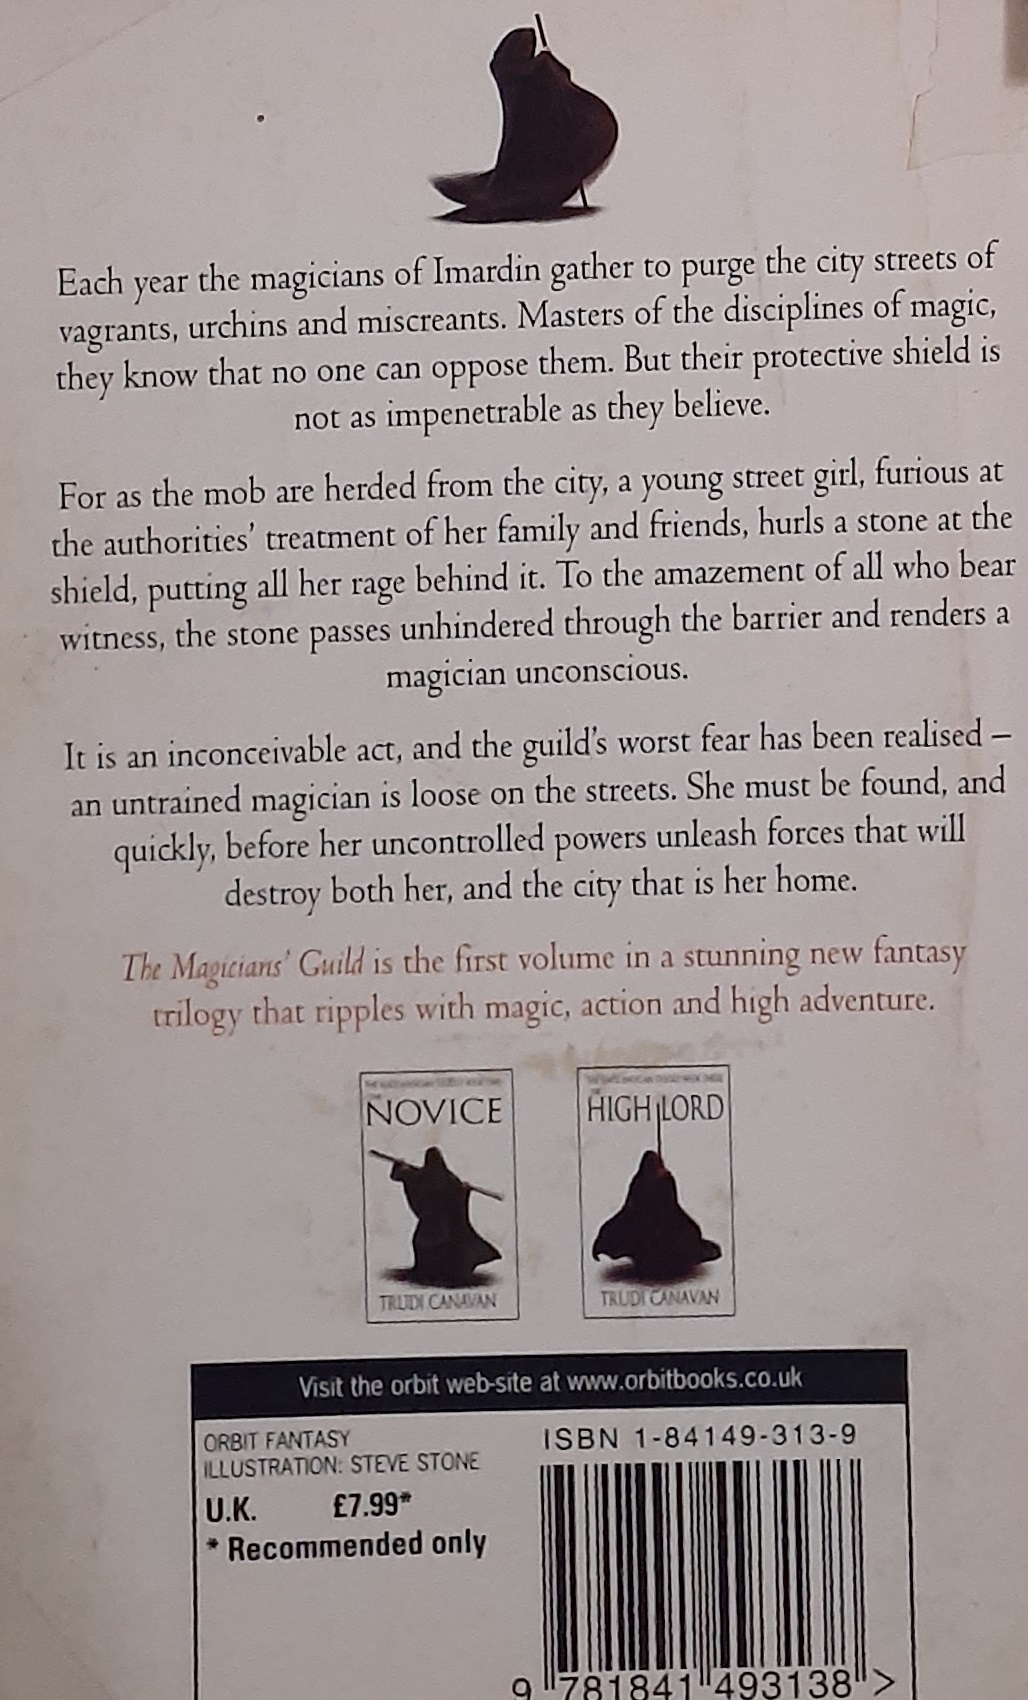 Each year the magicians of Imardin gather to purge the city streets of
vagrants, urchins and miscreants. Masters of the disciplines of magic,
they know that no one can oppose them. But their protective shield is
not as impenetrable as they believe.
For as the mob are herded from the city, a young street girl, furious at
the authorities' treatment of her family and friends, hurls a stone at the
shield, putting all her rage behind it. To the amazement of all who bear
witness, the stone passes unhindered through the barrier and renders a
magician unconscious.
It is an inconceivable act, and the guild's worst fear has been realised –
an untrained magician is loose on the streets. She must be found, and
quickly, before her uncontrolled powers unleash forces that will
destroy both her, and the city that is her home.
The Magicians' Guild is the first volume in a stunning new fantasy
trilogy that ripples with magic, action and high adventure.
NOVICE
TRUDI CANAVAN
HIGH LORD
TRUDI CANAVAN
Visit the orbit web-site at www.orbitbooks.co.uk
ORBIT FANTASY
ILLUSTRATION: STEVE STONE
U.K. £7.99*
* Recommended only
ISBN 1-84149-313-9
9 781841 493138 >